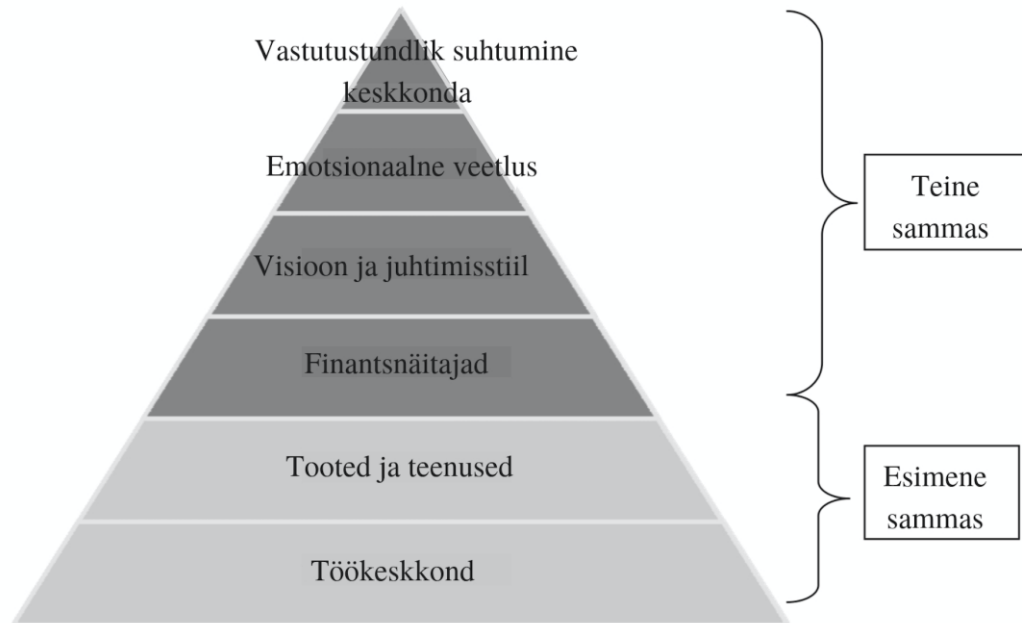 Vastutustundlik suhtumine
keskkonda
Emotsionaalne veetlus
Teine
sammas
Visioon ja juhtimisstiil
Finantsnäitajad
Tooted ja teenused
Esimene
sammas
Töökeskkond